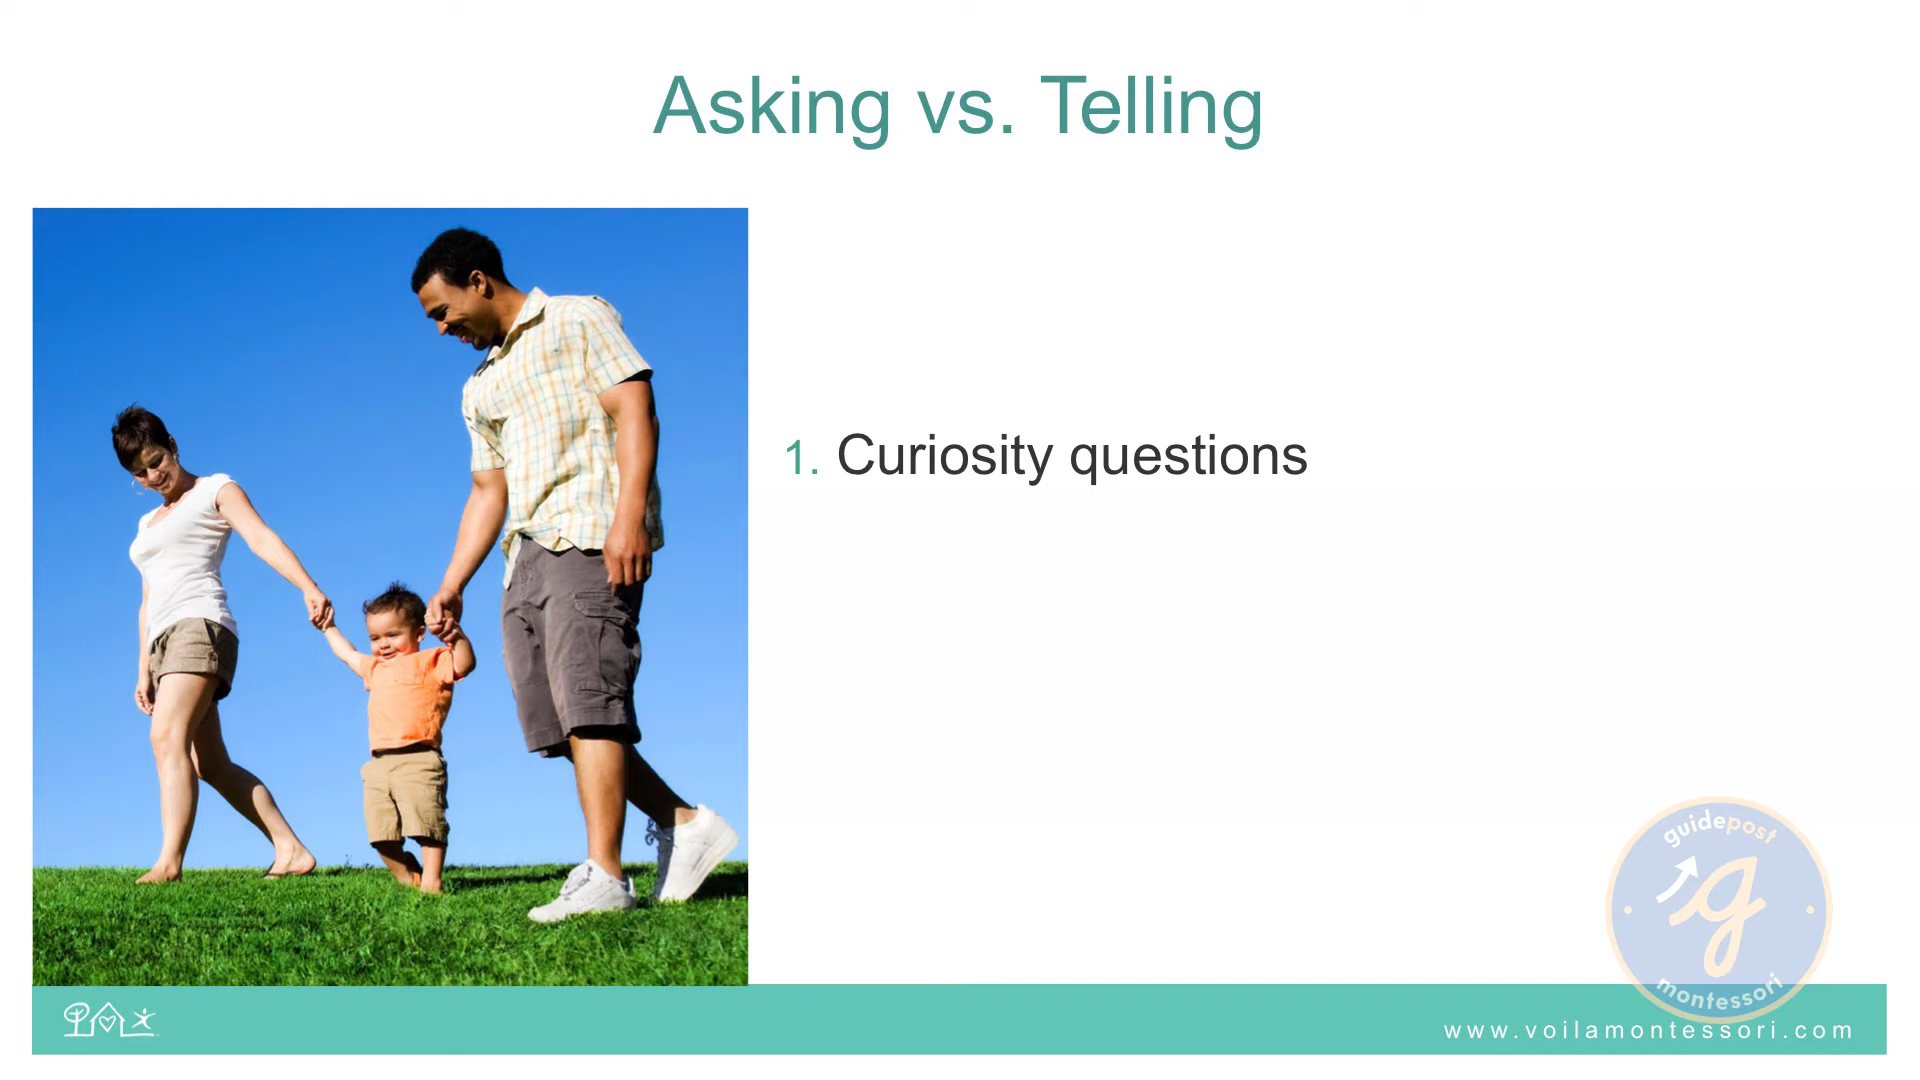 Asking vs. Telling
1. Curiosity questions
guidepost
g
montessori
www.voilamontessori.com